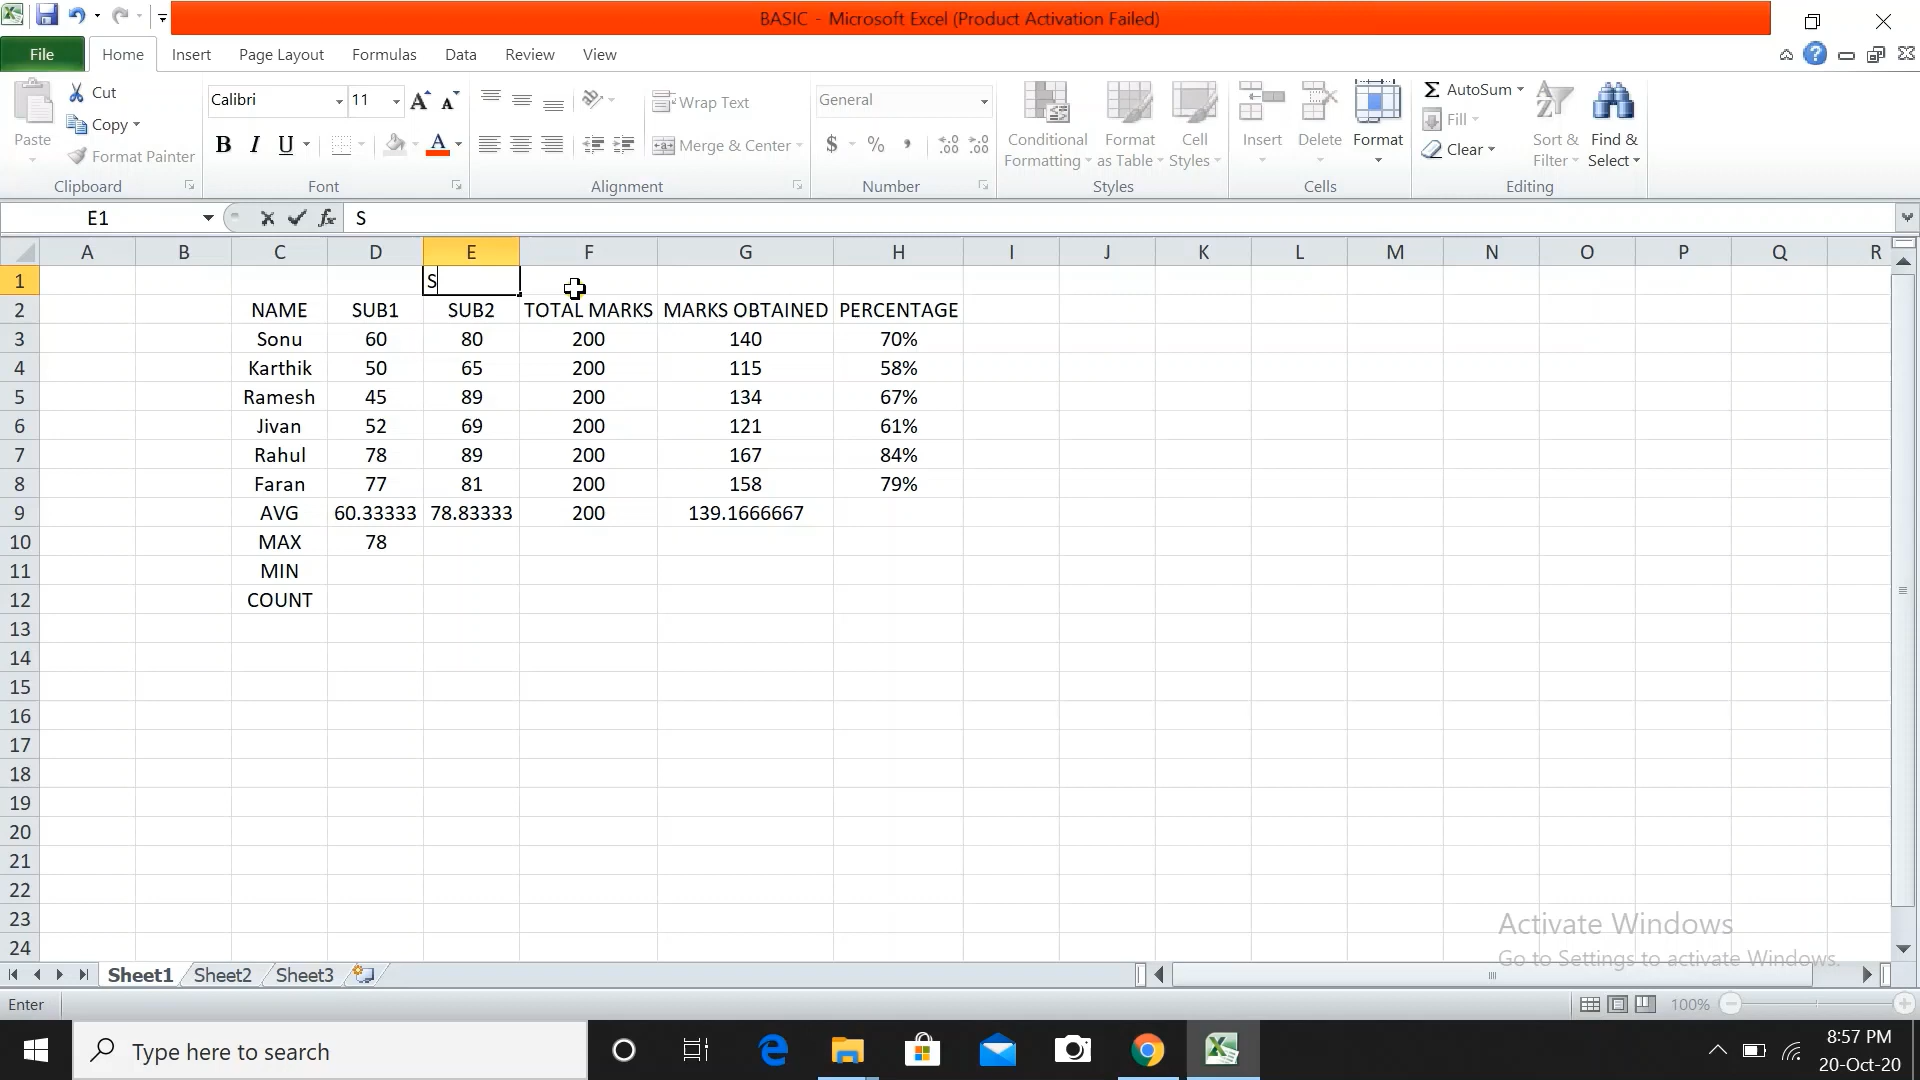 BASIC - Microsoft Excel (Product Activation Failed)
File Home Insert Page Layout Formulas Data Review View
Paste
Cut
Copy
Format Painter
Clipboard
Calibri 11
B I U A
Font
Wrap Text
Merge & Center
Alignment
General
$ % ,
Number
Conditional Formatting
Format as Table
Cell Styles
Styles
Insert
Delete
Format
Cells
Σ AutoSum
Fill
Clear
Sort & Filter
Find & Select
Editing
E1 fx S
A B C D E F G H I J K L M N O P Q R
1 S
2 NAME SUB1 SUB2 TOTAL MARKS MARKS OBTAINED PERCENTAGE
3 Sonu 60 80 200 140 70%
4 Karthik 50 65 200 115 58%
5 Ramesh 45 89 200 134 67%
6 Jivan 52 69 200 121 61%
7 Rahul 78 89 200 167 84%
8 Faran 77 81 200 158 79%
9 AVG 60.33333 78.83333 200 139.1666667
10 MAX 78
11 MIN
12 COUNT
13
14
15
16
17
18
19
20
21
22
23
24
Activate Windows
Go to Settings to activate Windows.
Sheet1 Sheet2 Sheet3
Enter 100%
Type here to search
8:57 PM
20-Oct-20